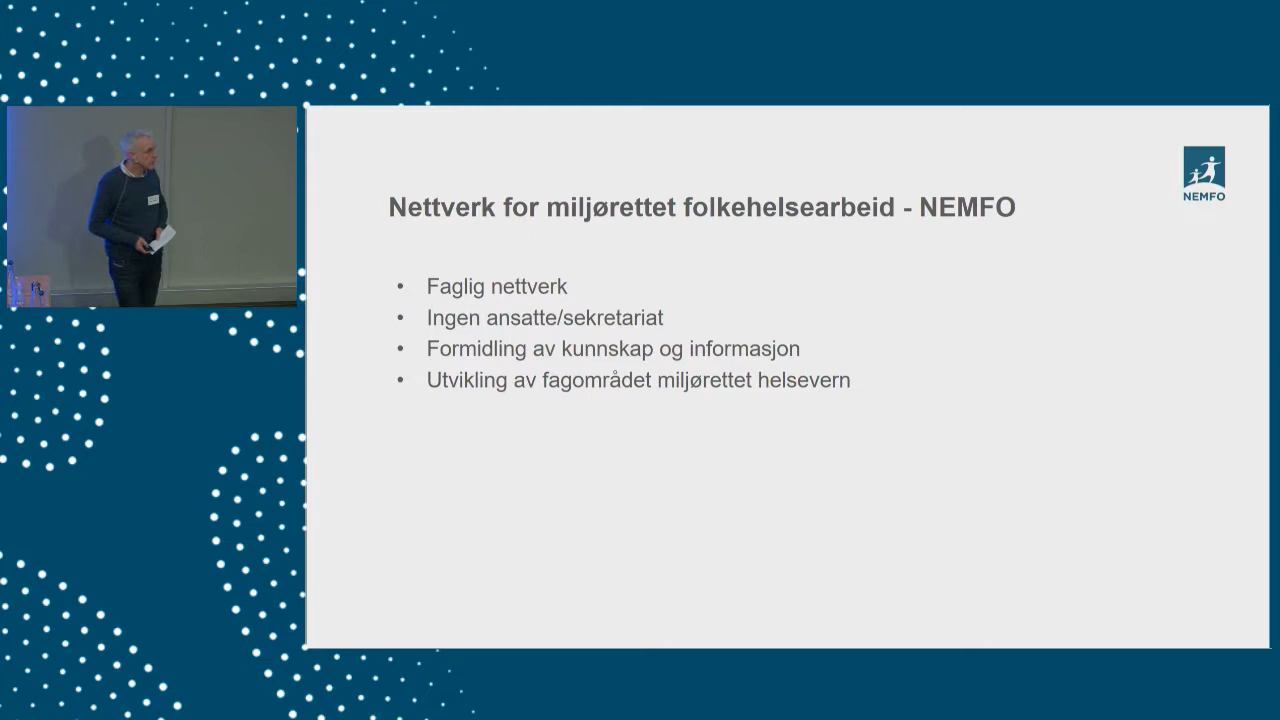 Nettverk for miljørettet folkehelsearbeid - NEMFO
NEMFO
• Faglig nettverk
• Ingen ansatte/sekretariat
• Formidling av kunnskap og informasjon
• Utvikling av fagområdet miljørettet helsevern